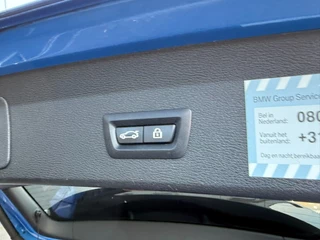 BMW Group Service
Bel in
Nederland:
080
Vanuit het
buitenland:
+31
Dag en nacht bereikbaar